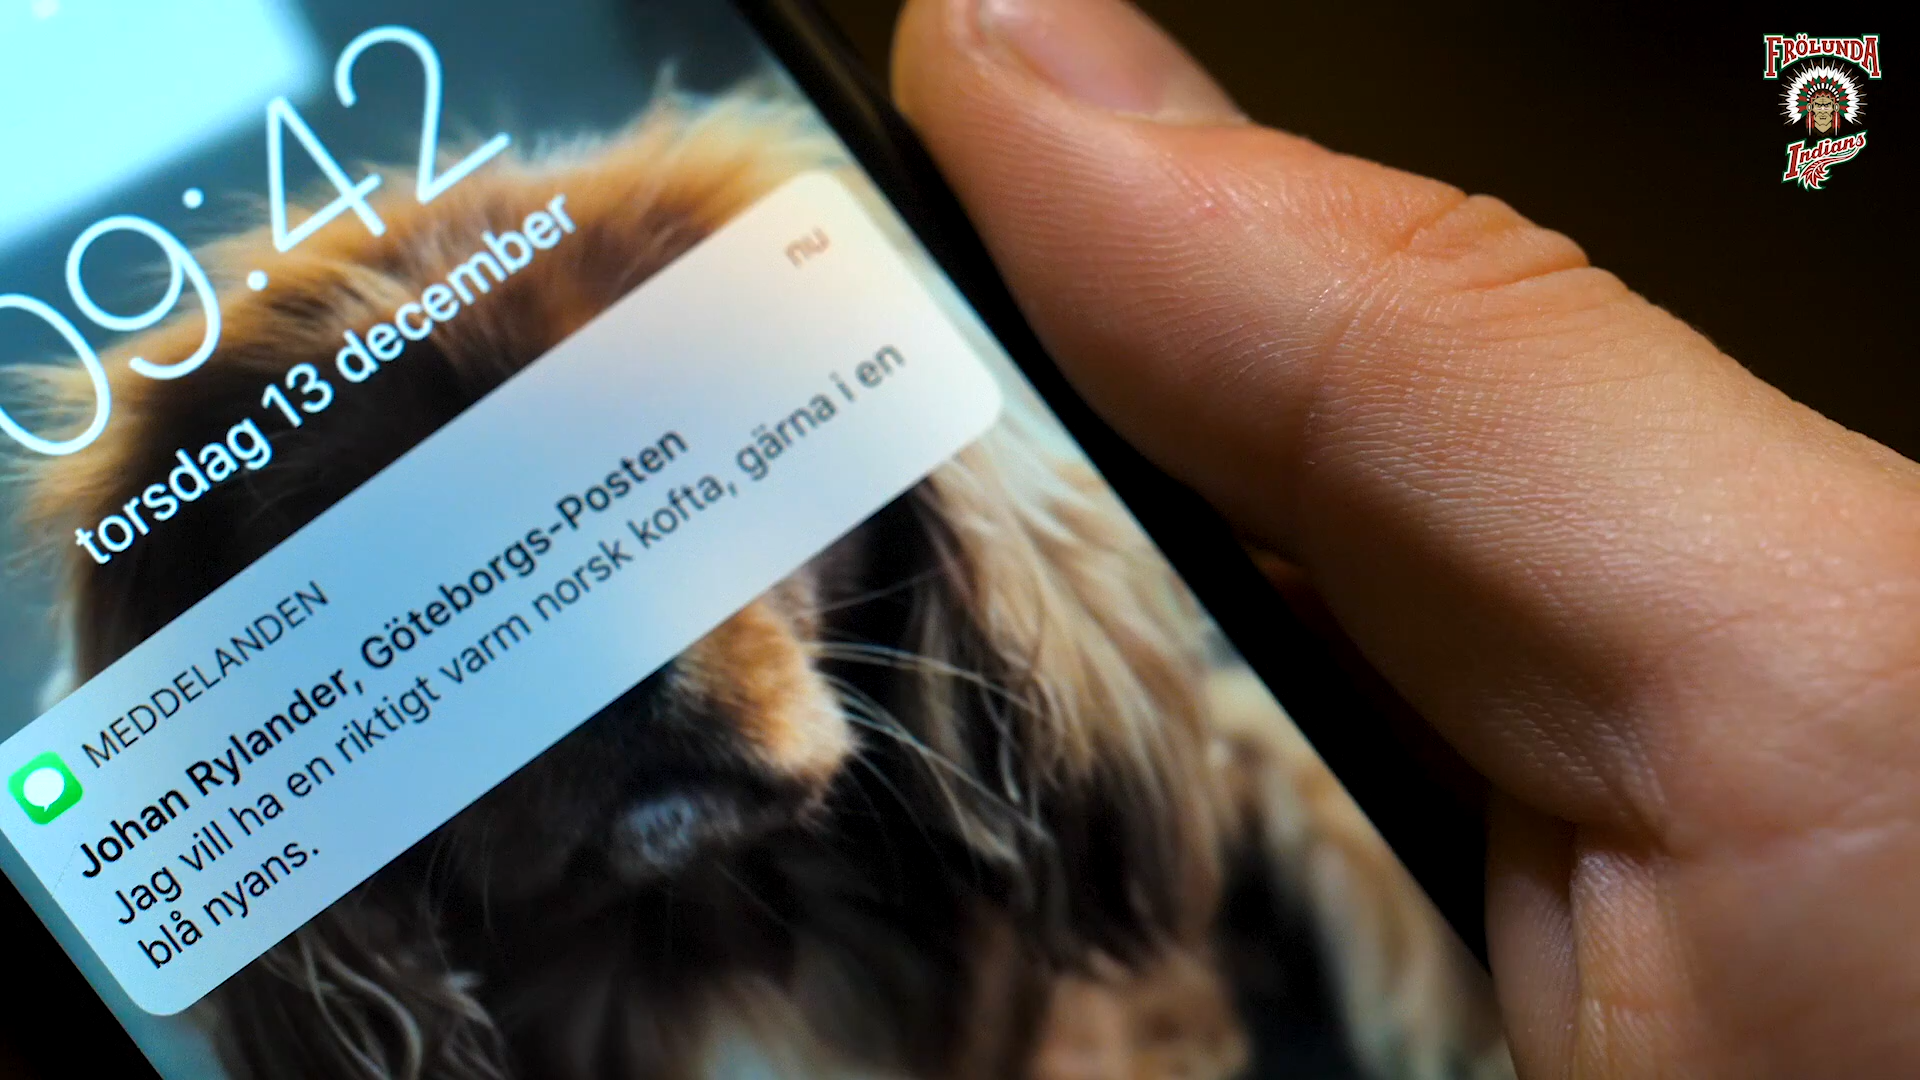 09:42
torsdag 13 december
MEDDELANDEN
nu
Johan Rylander, Göteborgs-Posten
Jag vill ha en riktigt varm norsk kofta, gärna i en
blå nyans.
FRÖLUNDA
Indians